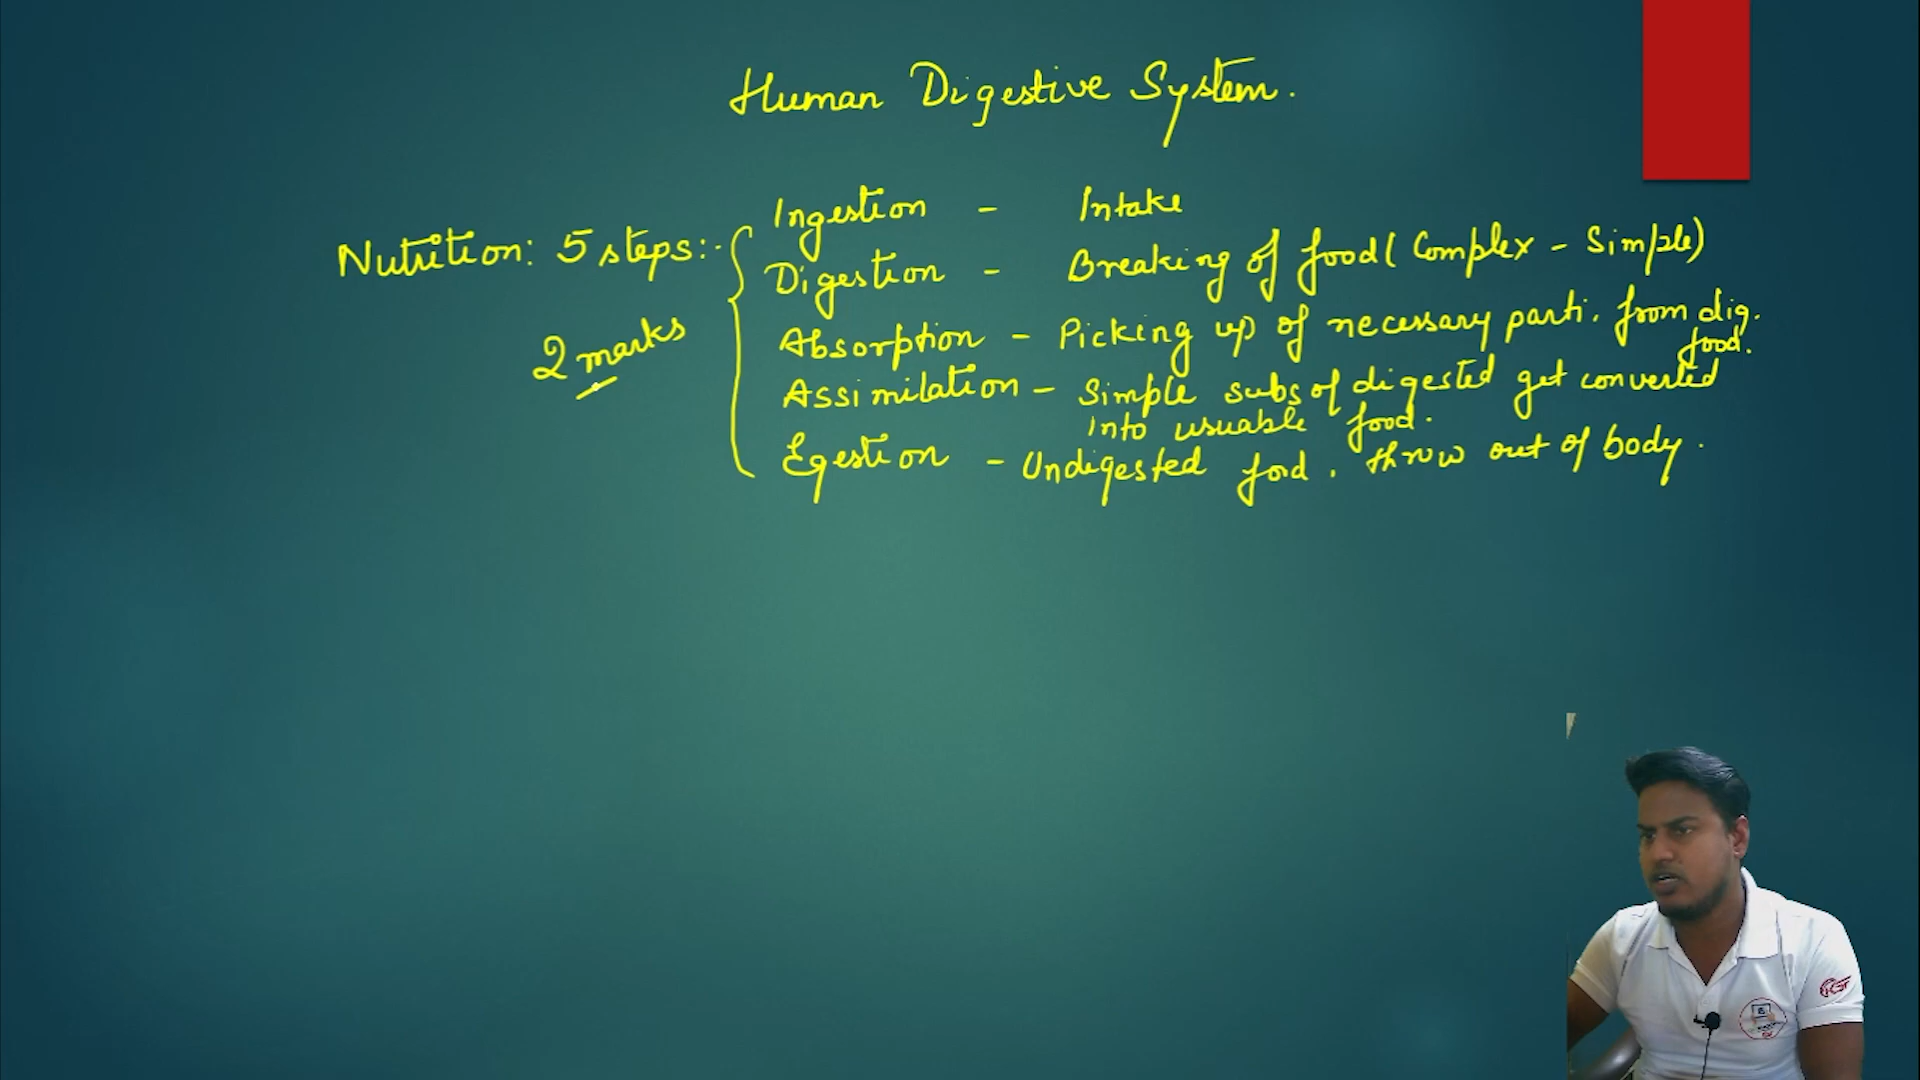 Human Digestive System.
Ingestion - Intake
Nutrition: 5 steps:-
Digestion - Breaking of food (Complex - Simple)
Absorption - Picking up of necessary parti. from dig.
food.
2 marks
Assimilation - Simple subs of digested get converted
into usuable food.
Egestion - Undigested food. throw out of body.